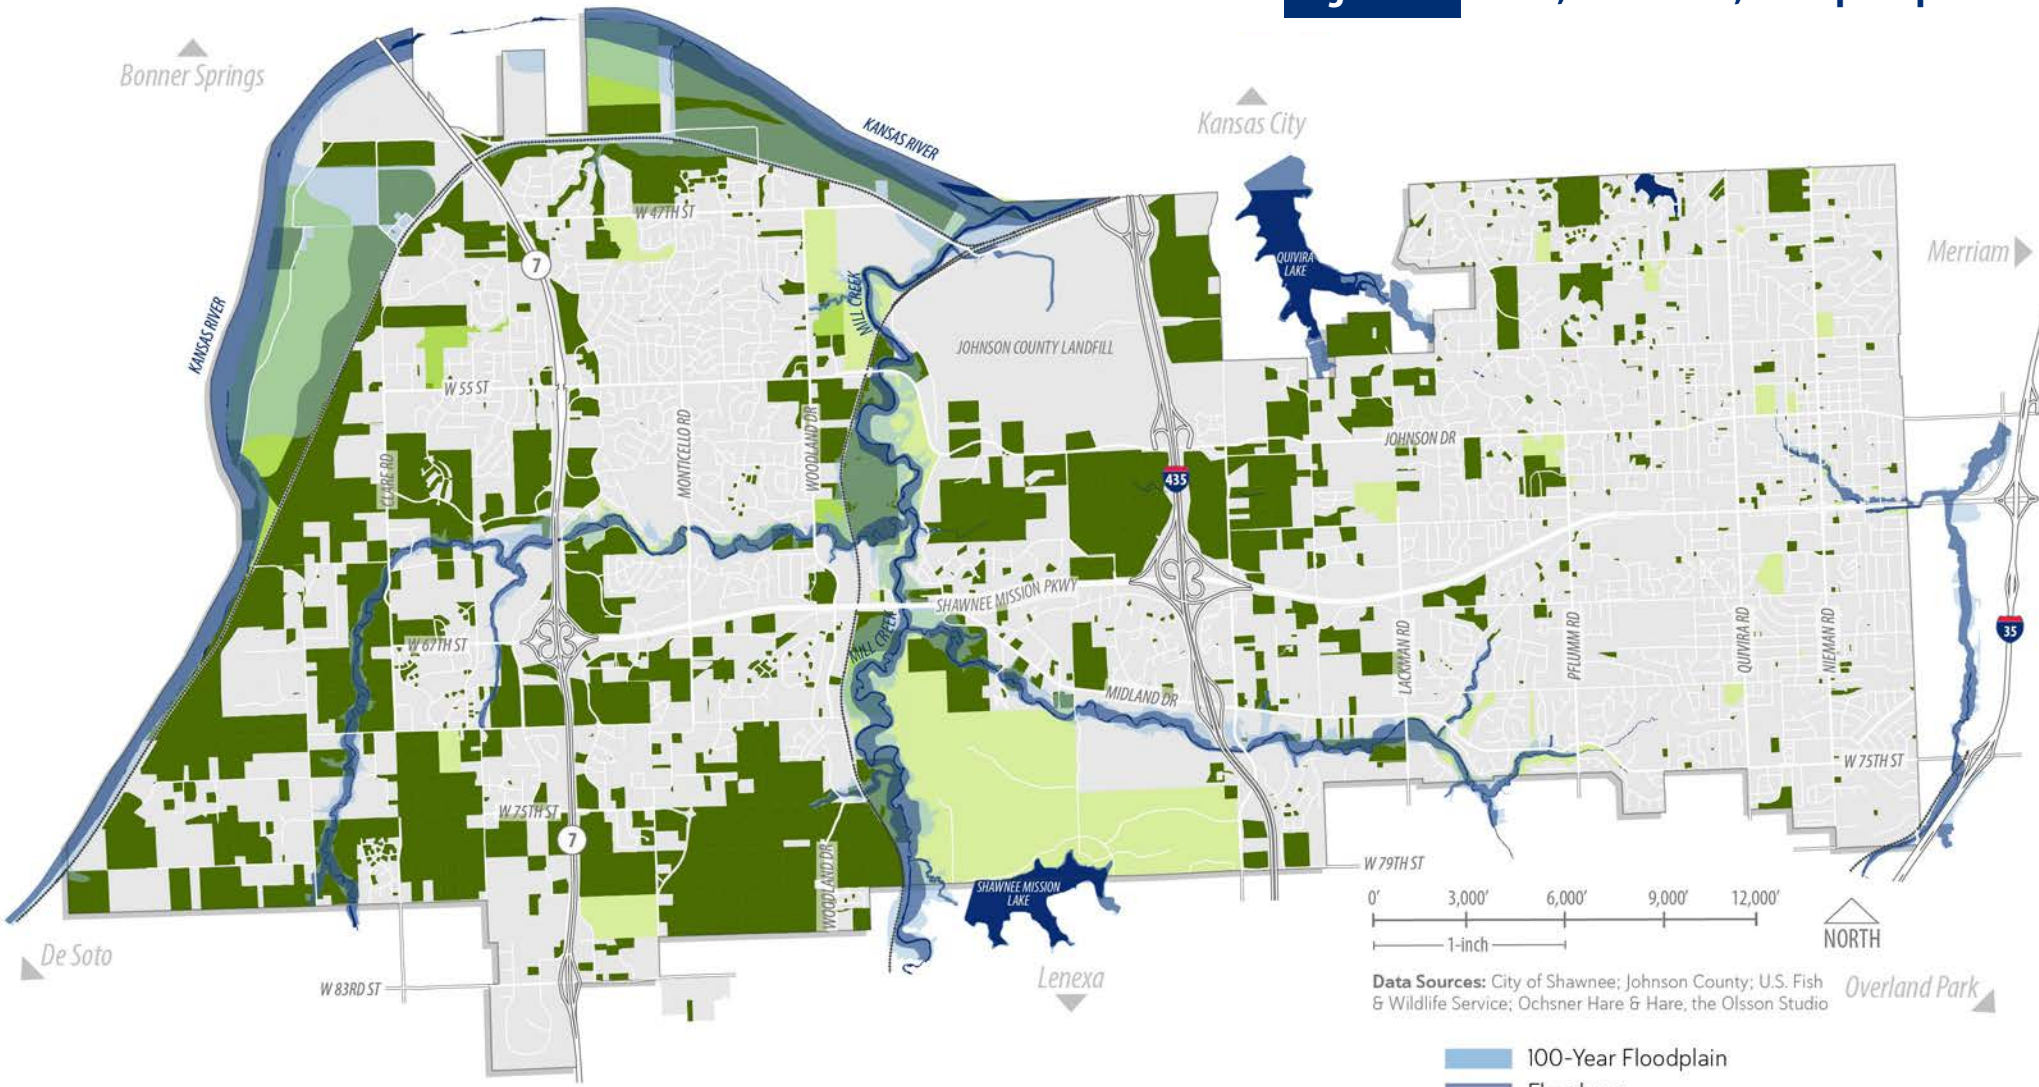 Bonner Springs
Kansas City
KANSAS RIVER
Merriam
W 47TH ST
7
QUIVIRA
LAKE
MILL CREEK
KANSAS RIVER
JOHNSON COUNTY LANDFILL
W 55 ST
MONTICELLO RD
WOODLAND DR
JOHNSON DR
CLARE RD
435
SHAWNEE MISSION PKWY
W 67TH ST
MILL CREEK
LACKMAN RD
PFLUMM RD
QUIVIRA RD
NIEMAN RD
35
MIDLAND DR
W 75TH ST
W 75TH ST
7
WOODLAND DR
W 79TH ST
SHAWNEE MISSION
LAKE
0' 3,000' 6,000' 9,000' 12,000'
1-inch
NORTH
De Soto
Lenexa
W 83RD ST
Data Sources: City of Shawnee; Johnson County; U.S. Fish
& Wildlife Service; Ochsner Hare & Hare, the Olsson Studio
Overland Park
100-Year Floodplain